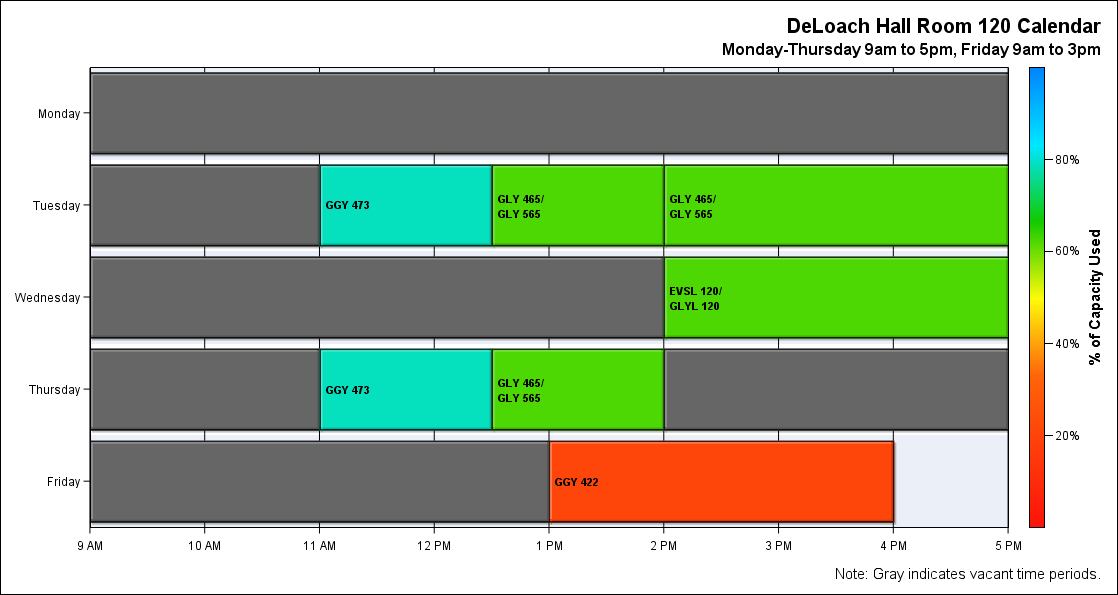 DeLoach Hall Room 120 Calendar
Monday-Thursday 9am to 5pm, Friday 9am to 3pm
Monday
Tuesday
GGY 473
GLY 465/
GLY 565
GLY 465/
GLY 565
Wednesday
EVSL 120/
GLYL 120
Thursday
GGY 473
GLY 465/
GLY 565
Friday
GGY 422
9 AM
10 AM
11 AM
12 PM
1 PM
2 PM
3 PM
4 PM
5 PM
80%
60%
40%
20%
% of Capacity Used
Note: Gray indicates vacant time periods.